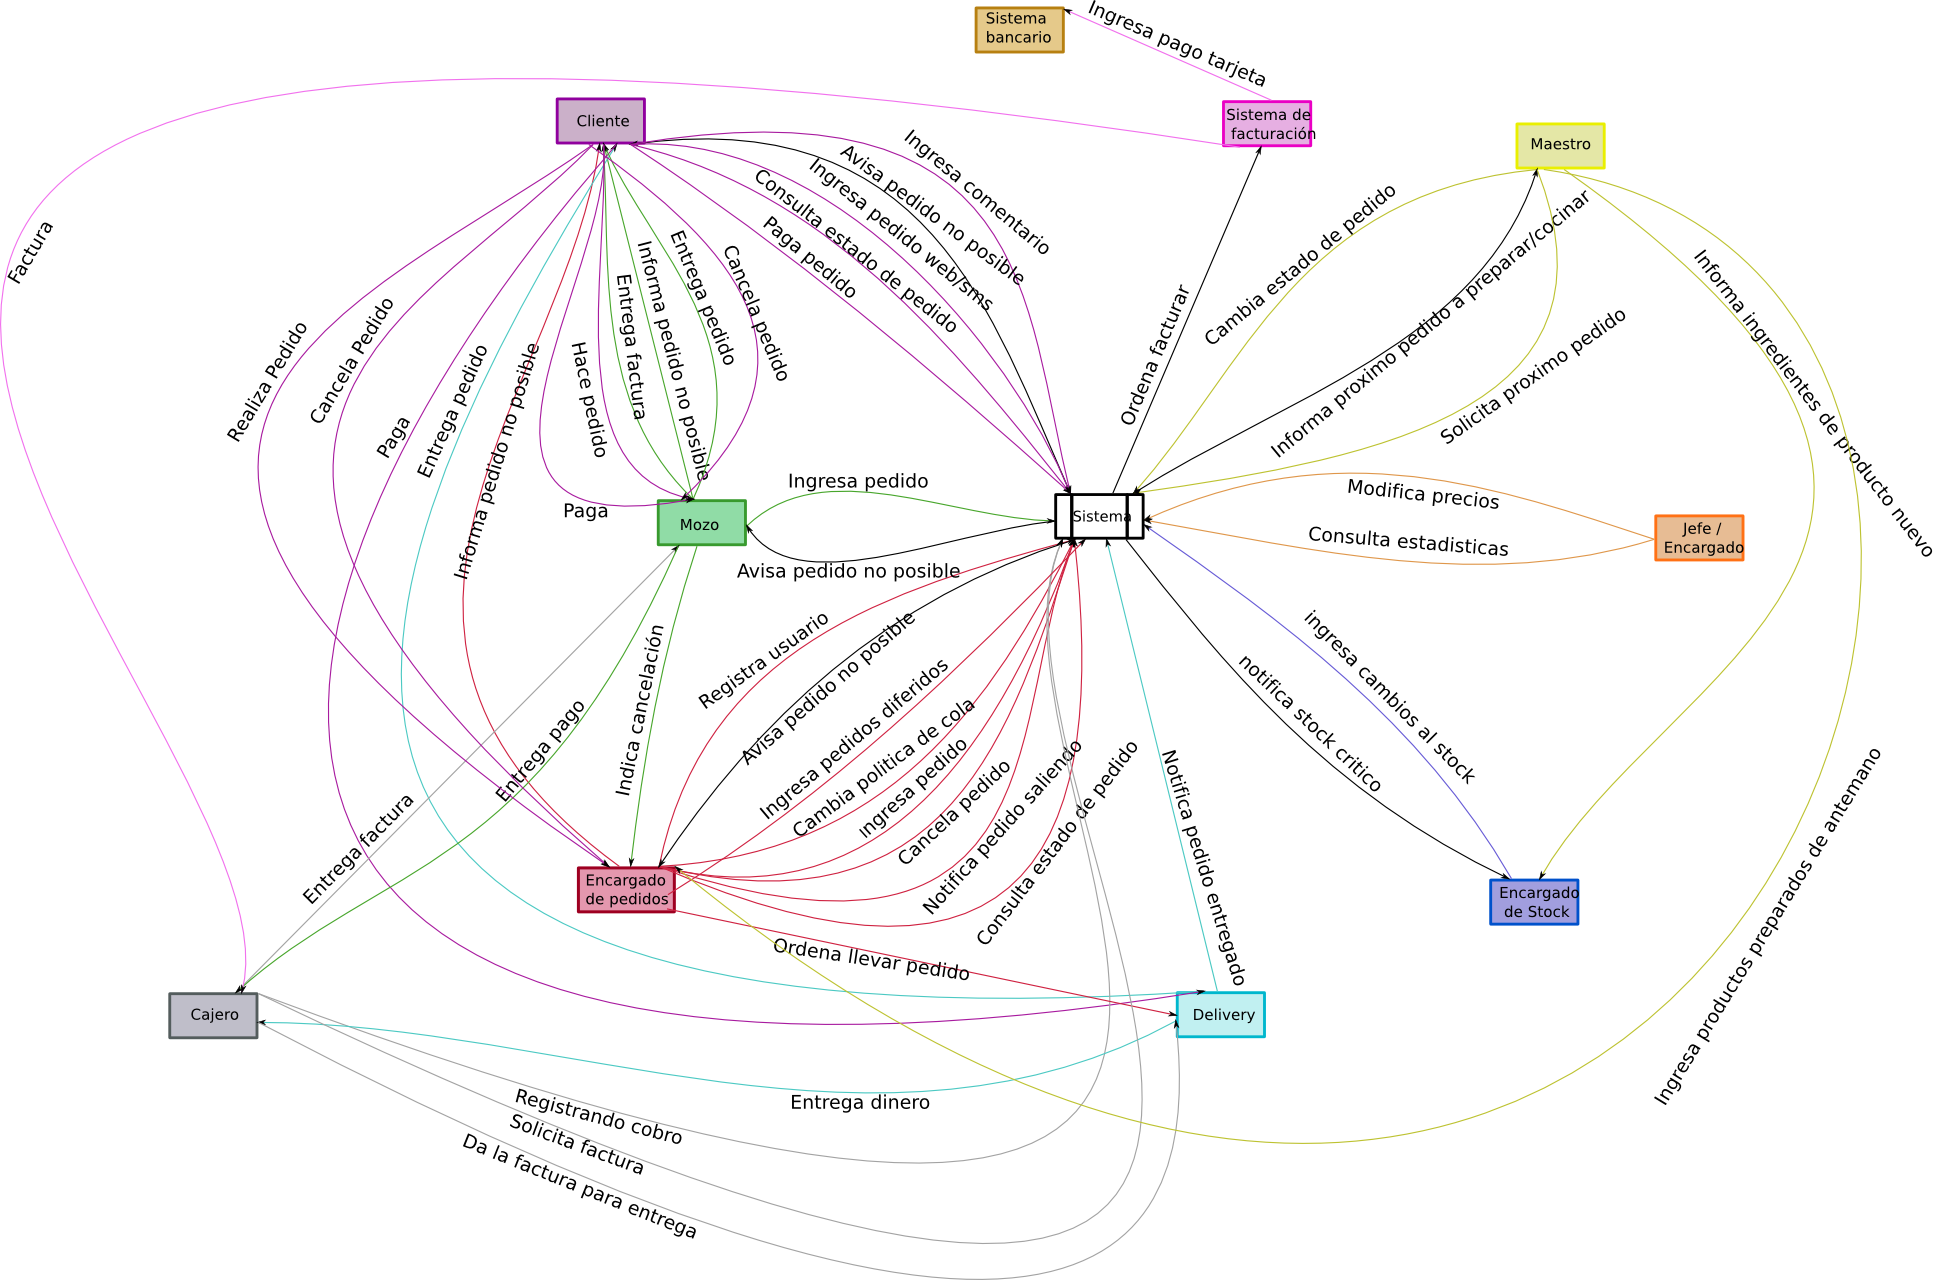 Sistema
bancario
Ingresa pago tarjeta
Cliente
Sistema de
facturación
Maestro
Factura
Ingresa comentario
Avisa pedido no posible
Ingresa pedido web/sms
Consulta estado de pedido
Paga pedido
Cancela pedido
Entrega pedido
Informa pedido no posible
Entrega factura
Hace pedido
Realiza Pedido
Cancela Pedido
Paga
Entrega pedido
Informa pedido no posible
Paga
Ordena facturar
Cambia estado de pedido
Informa proximo pedido a preparar/cocinar
Solicita proximo pedido
Informa ingredientes de producto nuevo
Mozo
Ingresa pedido
Avisa pedido no posible
Sistema
Modifica precios
Consulta estadisticas
Jefe /
Encargado
Indica cancelación
Registra usuario
Avisa pedido no posible
Ingresa pedidos diferidos
Cambia politica de cola
ingresa pedido
Cancela pedido
Notifica pedido saliendo
Consulta estado de pedido
Notifica pedido entregado
notifica stock critico
ingresa cambios al stock
Ingresa productos preparados de antemano
Entrega pago
Entrega factura
Encargado
de pedidos
Encargado
de Stock
Ordena llevar pedido
Cajero
Delivery
Entrega dinero
Registrando cobro
Solicita factura
Da la factura para entrega